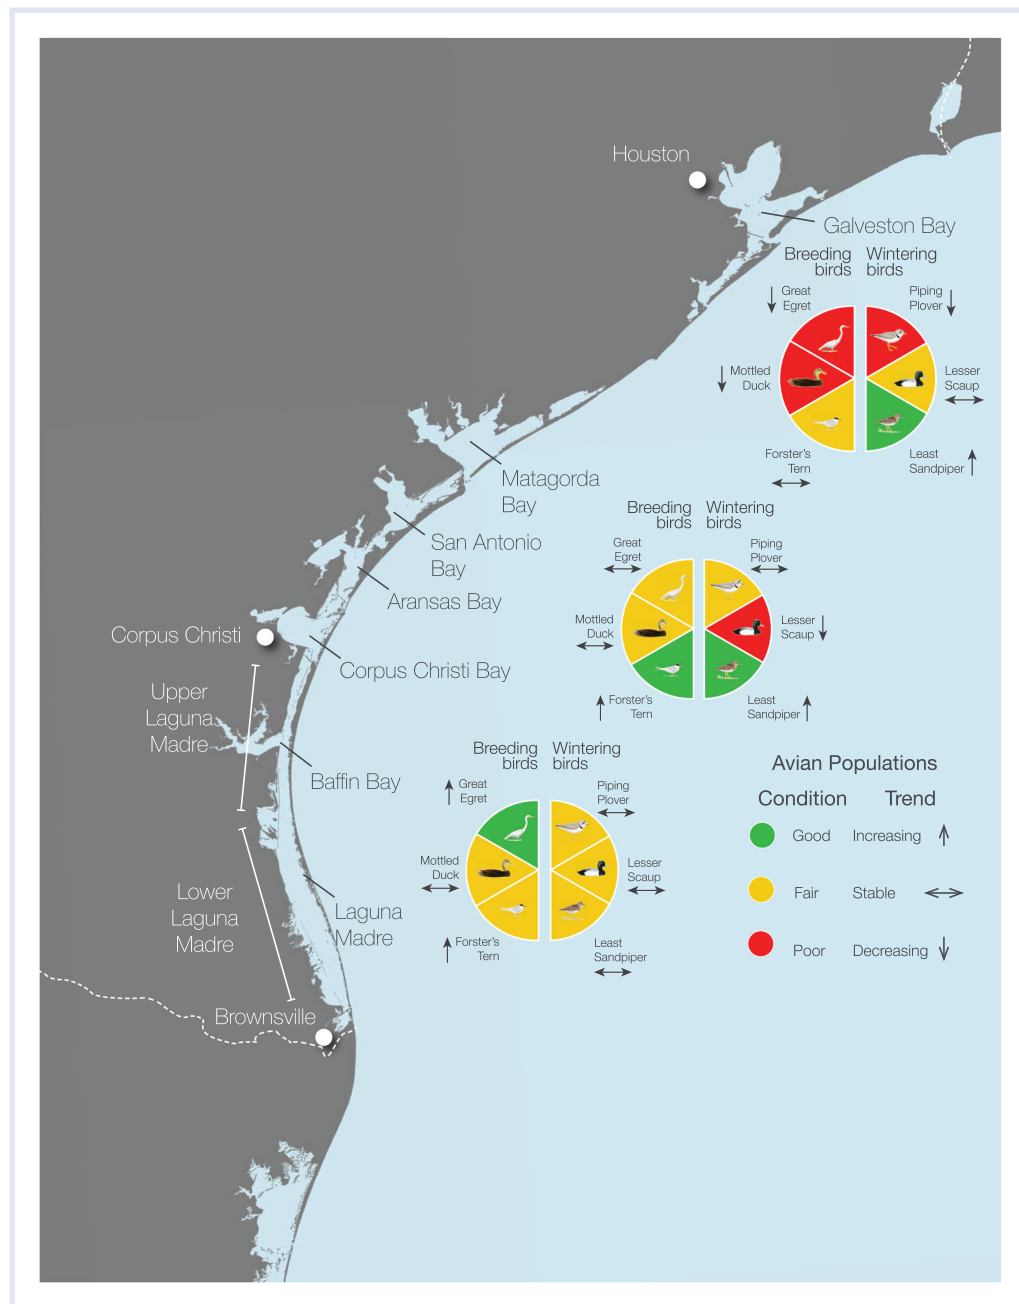 Houston
Galveston Bay
Breeding
birds
Wintering
birds
Great
Egret
Piping
Plover
Mottled
Duck
Lesser
Scaup
Forster's
Tern
Least
Sandpiper
Matagorda
Bay
San Antonio
Bay
Aransas Bay
Corpus Christi
Corpus Christi Bay
Breeding
birds
Wintering
birds
Great
Egret
Piping
Plover
Mottled
Duck
Lesser
Scaup
Forster's
Tern
Least
Sandpiper
Upper
Laguna
Madre
Baffin Bay
Breeding
birds
Wintering
birds
Great
Egret
Piping
Plover
Mottled
Duck
Lesser
Scaup
Forster's
Tern
Least
Sandpiper
Lower
Laguna
Madre
Laguna
Madre
Brownsville
Avian Populations
Condition Trend
Good Increasing
Fair Stable
Poor Decreasing